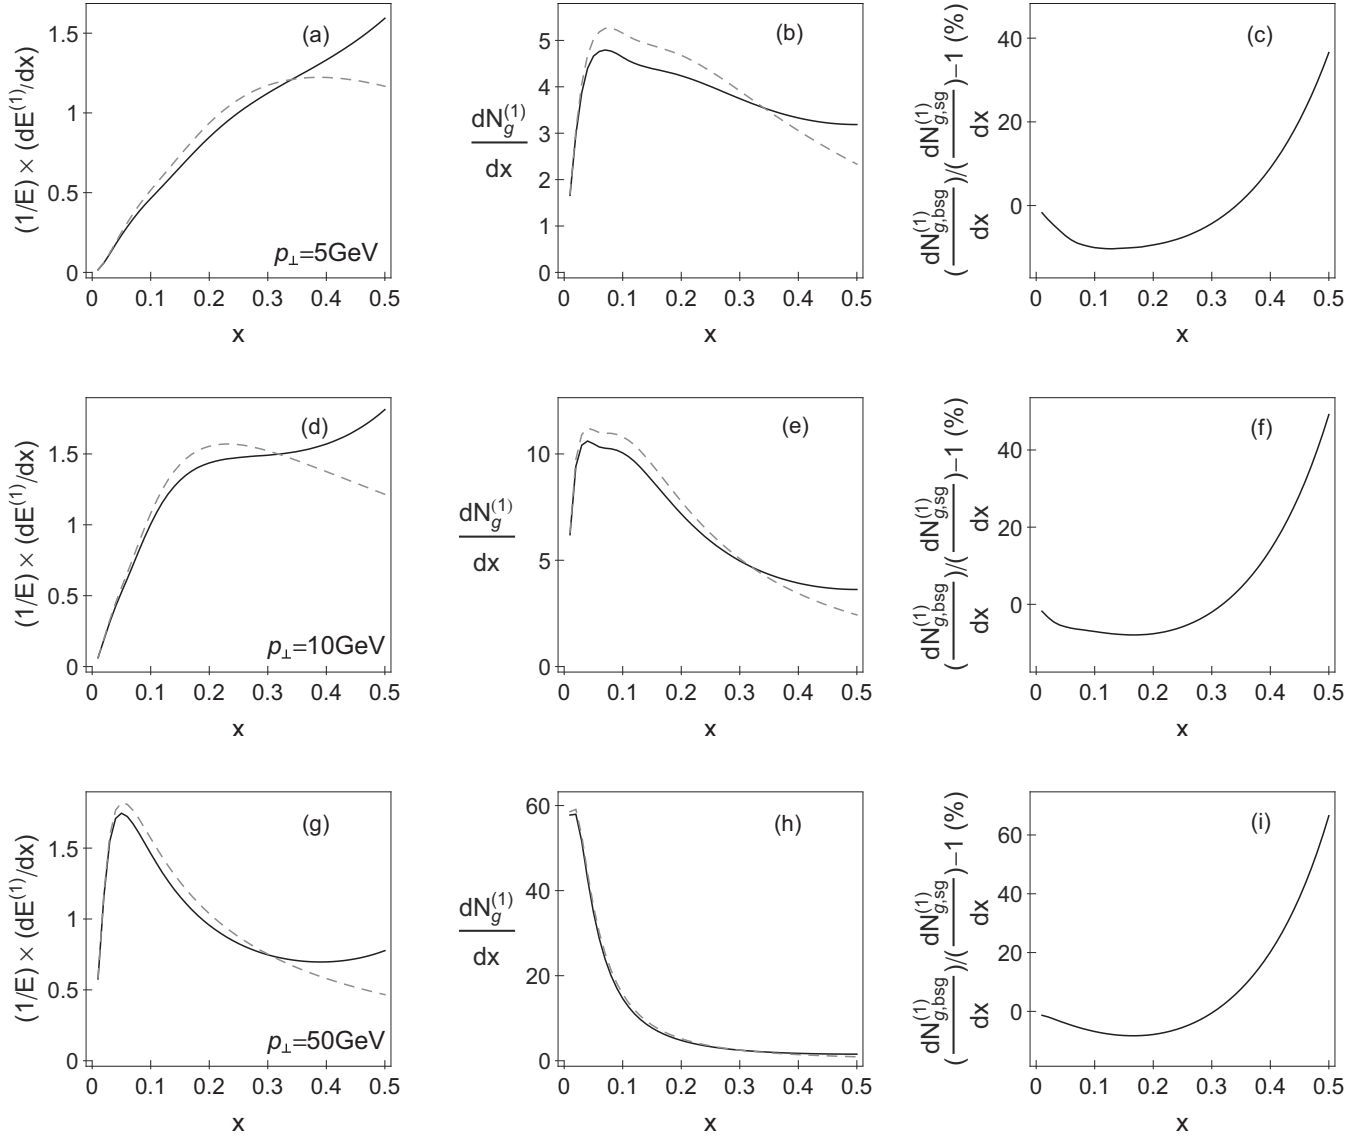 (a)
(1/E) × (dE^(1)/dx)
1.5
1
0.5
0
p⊥=5GeV
0 0.1 0.2 0.3 0.4 0.5
x
(b)
dN_g^(1)
dx
5
4
3
2
1
0
0 0.1 0.2 0.3 0.4 0.5
x
(c)
(dN_g,bsg^(1)/dx)/(dN_g,sg^(1)/dx)−1 (%)
40
20
0
0 0.1 0.2 0.3 0.4 0.5
x
(d)
(1/E) × (dE^(1)/dx)
1.5
1
0.5
0
p⊥=10GeV
0 0.1 0.2 0.3 0.4 0.5
x
(e)
dN_g^(1)
dx
10
5
0
0 0.1 0.2 0.3 0.4 0.5
x
(f)
(dN_g,bsg^(1)/dx)/(dN_g,sg^(1)/dx)−1 (%)
40
20
0
0 0.1 0.2 0.3 0.4 0.5
x
(g)
(1/E) × (dE^(1)/dx)
1.5
1
0.5
0
p⊥=50GeV
0 0.1 0.2 0.3 0.4 0.5
x
(h)
dN_g^(1)
dx
60
40
20
0
0 0.1 0.2 0.3 0.4 0.5
x
(i)
(dN_g,bsg^(1)/dx)/(dN_g,sg^(1)/dx)−1 (%)
60
40
20
0
0 0.1 0.2 0.3 0.4 0.5
x